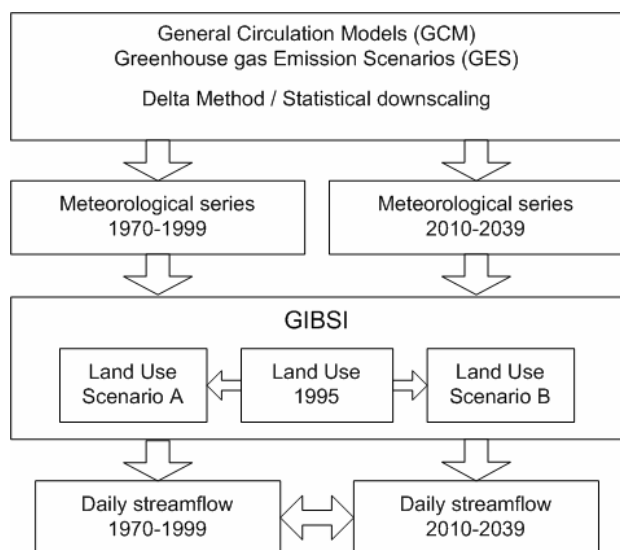 General Circulation Models (GCM)
Greenhouse gas Emission Scenarios (GES)
Delta Method / Statistical downscaling
Meteorological series
1970-1999
Meteorological series
2010-2039
GIBSI
Land Use
Scenario A
Land Use
1995
Land Use
Scenario B
Daily streamflow
1970-1999
Daily streamflow
2010-2039